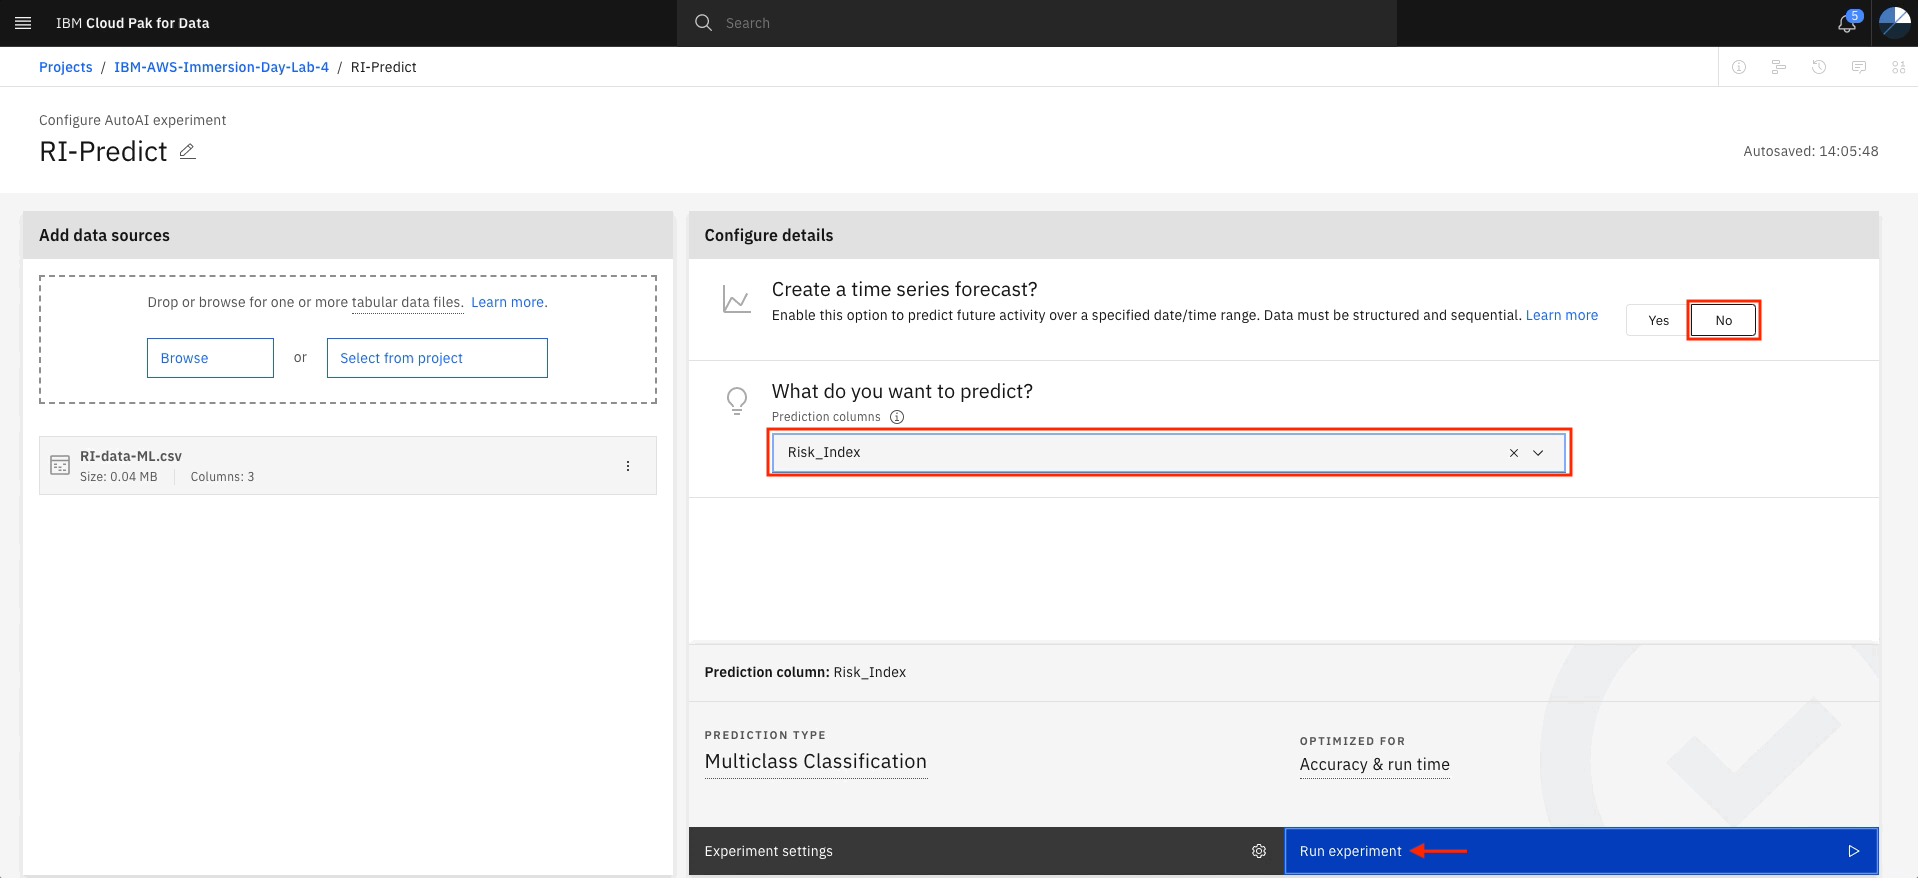 IBM Cloud Pak for Data
Search
5
Projects / IBM-AWS-Immersion-Day-Lab-4 / RI-Predict
Configure AutoAI experiment
RI-Predict
Autosaved: 14:05:48
Add data sources
Drop or browse for one or more tabular data files. Learn more.
Browse or Select from project
RI-data-ML.csv
Size: 0.04 MB Columns: 3
Configure details
Create a time series forecast?
Enable this option to predict future activity over a specified date/time range. Data must be structured and sequential. Learn more
Yes No
What do you want to predict?
Prediction columns
Risk_Index
Prediction column: Risk_Index
PREDICTION TYPE
Multiclass Classification
OPTIMIZED FOR
Accuracy & run time
Experiment settings
Run experiment